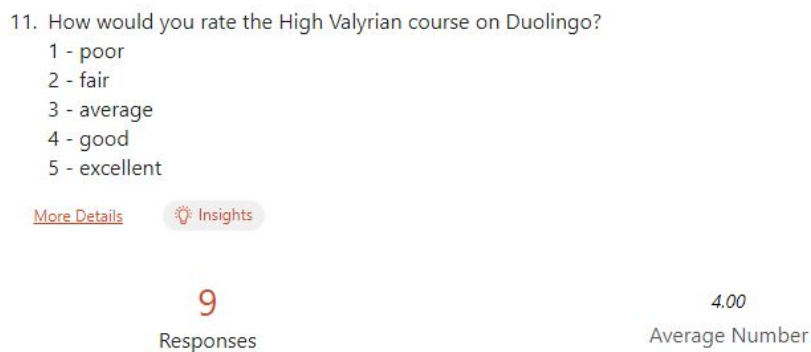 11. How would you rate the High Valyrian course on Duolingo?
1 - poor
2 - fair
3 - average
4 - good
5 - excellent
More Details Insights
9 4.00
Responses Average Number